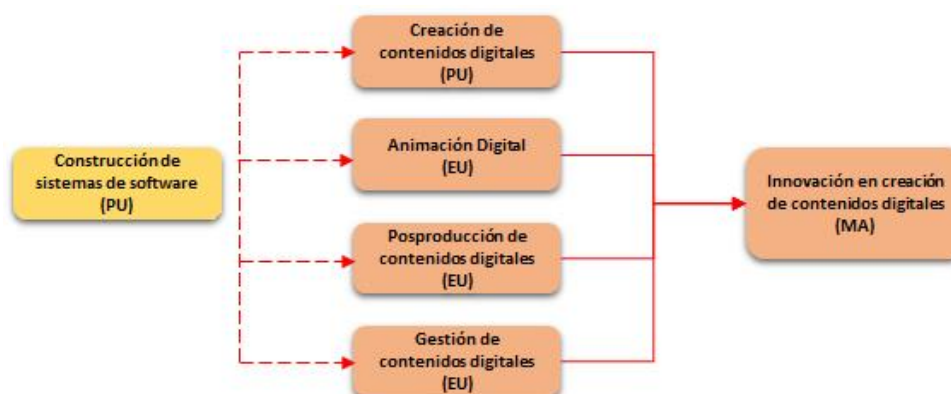 Creación de
contenidos digitales
(PU)
Animación Digital
(EU)
Construcción de
sistemas de software
(PU)
Innovación en creación
de contenidos digitales
(MA)
Posproducción de
contenidos digitales
(EU)
Gestión de
contenidos digitales
(EU)